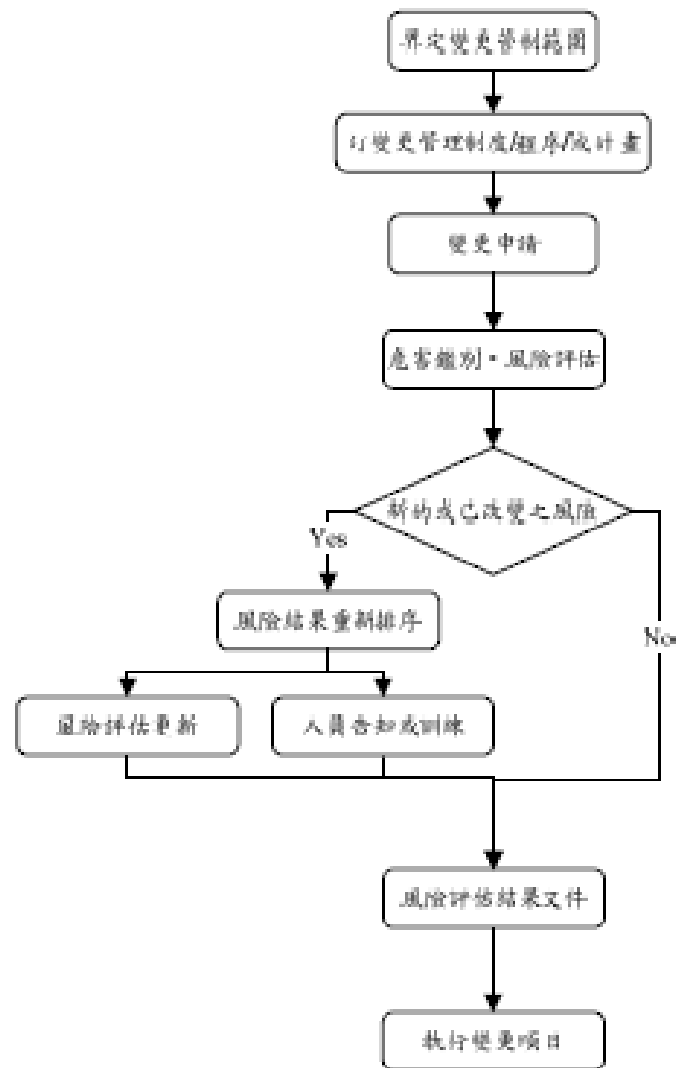 界定變更管制範圍
訂變更管理制度/程序/或計畫
變更申請
危害鑑別、風險評估
新的或已改變之風險
Yes
風險結果重新排序
No
風險評估更新
人員告知或訓練
風險評估結果文件
執行變更項目